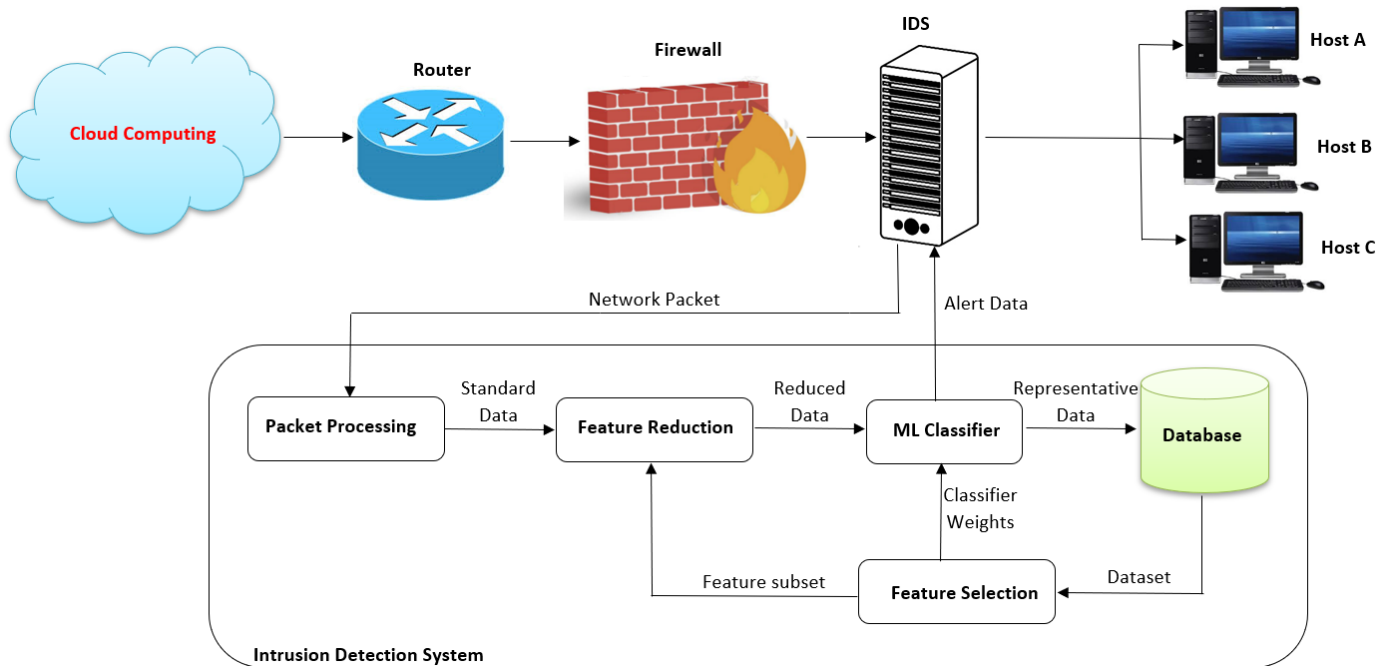 IDS
Firewall
Router
Cloud Computing
Host A
Host B
Host C
Network Packet
Alert Data
Standard
Data
Reduced
Data
Representative
Data
Packet Processing
Feature Reduction
ML Classifier
Database
Classifier
Weights
Feature subset
Feature Selection
Dataset
Intrusion Detection System